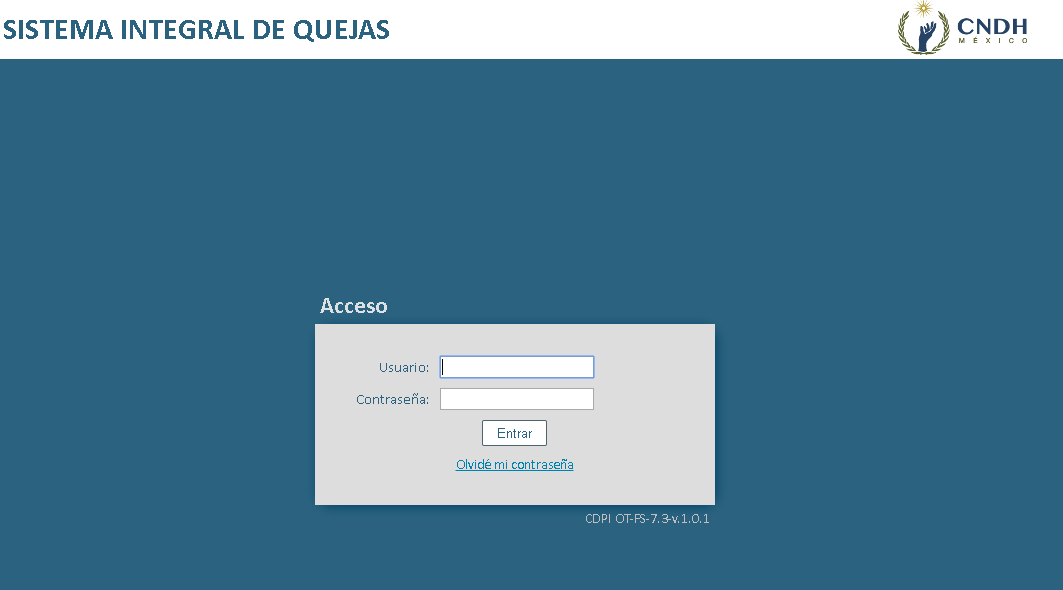 SISTEMA INTEGRAL DE QUEJAS
CNDH
MÉXICO
Acceso
Usuario:
Contraseña:
Entrar
Olvidé mi contraseña
CDPI OT-FS-7.3-v.1.0.1